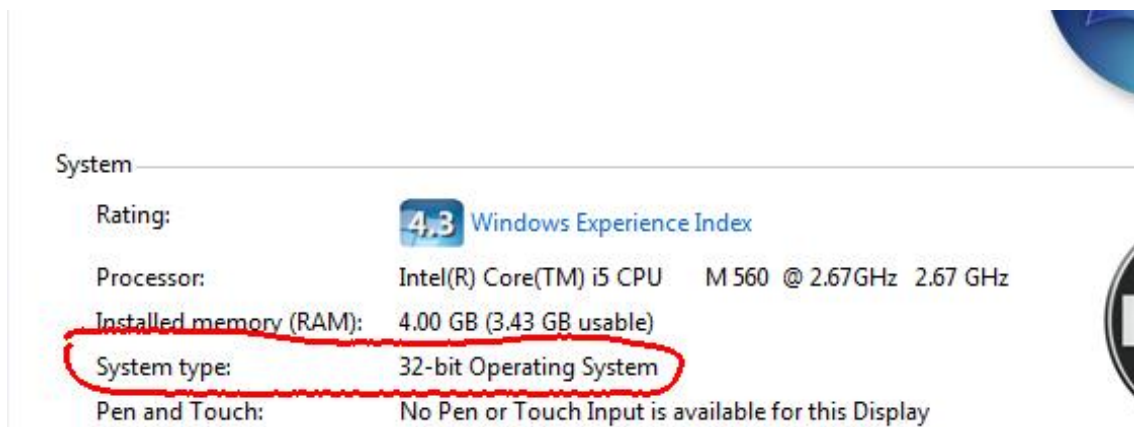 System
Rating: 4.3 Windows Experience Index
Processor: Intel(R) Core(TM) i5 CPU M 560 @ 2.67GHz 2.67 GHz
Installed memory (RAM): 4.00 GB (3.43 GB usable)
System type: 32-bit Operating System
Pen and Touch: No Pen or Touch Input is available for this Display